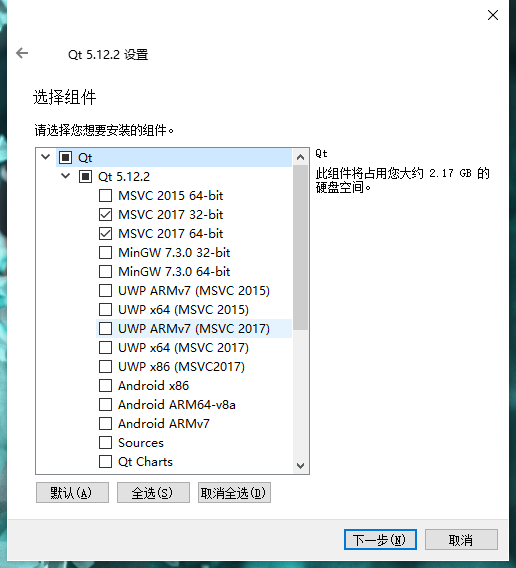 Qt 5.12.2 设置
选择组件
请选择您想要安装的组件。
Qt
Qt 5.12.2
MSVC 2015 64-bit
MSVC 2017 32-bit
MSVC 2017 64-bit
MinGW 7.3.0 32-bit
MinGW 7.3.0 64-bit
UWP ARMv7 (MSVC 2015)
UWP x64 (MSVC 2015)
UWP ARMv7 (MSVC 2017)
UWP x64 (MSVC 2017)
UWP x86 (MSVC2017)
Android x86
Android ARM64-v8a
Android ARMv7
Sources
Qt Charts
Qt
此组件将占用您大约 2.17 GB 的
硬盘空间。
默认(A)
全选(S)
取消全选(D)
下一步(N)
取消